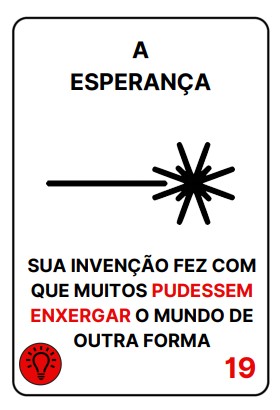 A
ESPERANÇA
SUA INVENÇÃO FEZ COM
QUE MUITOS PUDESSEM
ENXERGAR O MUNDO DE
OUTRA FORMA
19